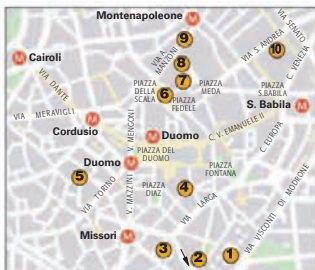 Montenapoleone
M
VIA SENATO
9
VIA A.
MANZONI
VIA S. ANDREA
10
Cairoli
M
8
C. VENEZIA
VIA DANTE
PIAZZA
DELLA
SCALA
7
PIAZZA
MEDA
PIAZZA
S.BABILA
6
PIAZZA
FEDELE
S. Babila
M
VIA MERAVIGLI
M
Cordusio
V. MENGONI
M
Duomo
C. V. EMANUELE II
C. EUROPA
PIAZZA DEL
DUOMO
Duomo
M
PIAZZA
FONTANA
5
VIA TORINO
V. MAZZINI
PIAZZA
DIAZ
4
VIA LARGA
VIA VISCONTI DI MODRONE
Missori
M
3
2
1